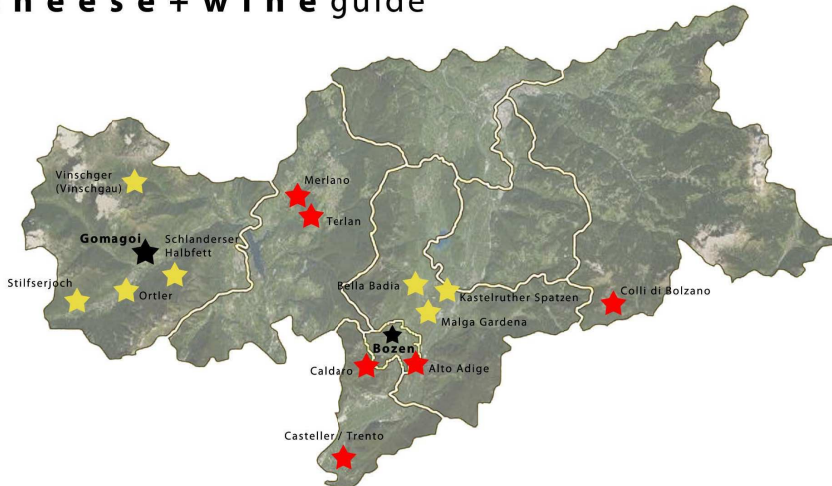 heese + wine guide
Merlano
Vinschger
(Vinschgau)
Terlan
Gomagoi
Schlanderser
Halbfett
Stilfserjoch
Ortler
Bella Badia
Kastelruther Spatzen
Colli di Bolzano
Malga Gardena
Bozen
Caldaro
Alto Adige
Casteller / Trento